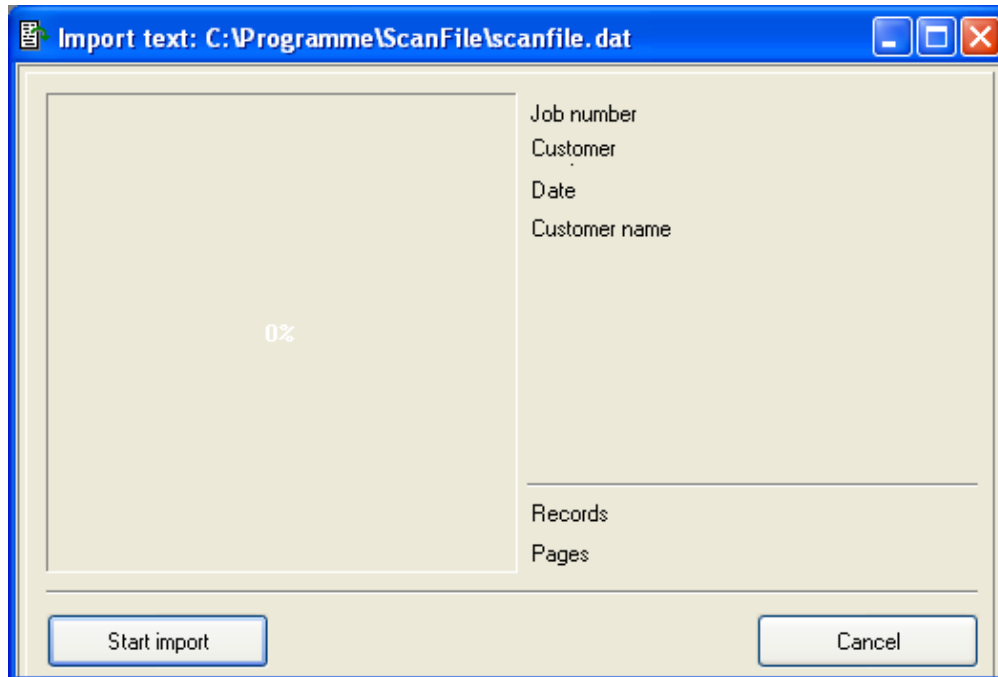 Import text: C:\Programme\ScanFile\scanfile.dat
Job number
Customer
Date
Customer name
0%
Records
Pages
Start import
Cancel